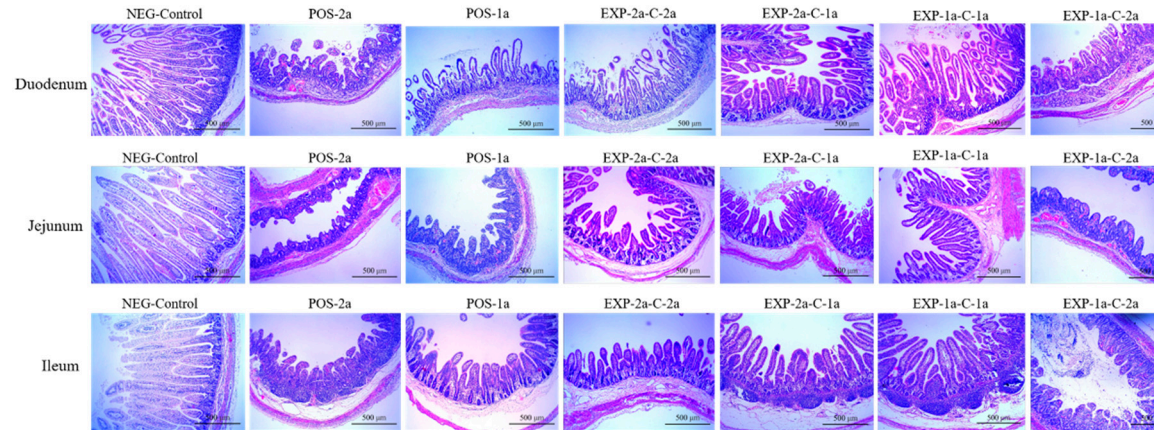 NEG-Control POS-2a POS-1a EXP-2a-C-2a EXP-2a-C-1a EXP-1a-C-1a EXP-1a-C-2a
Duodenum
500 μm 500 μm 500 μm 500 μm 500 μm 500 μm 500
NEG-Control POS-2a POS-1a EXP-2a-C-2a EXP-2a-C-1a EXP-1a-C-1a EXP-1a-C-2a
Jejunum
500 μm 500 μm 500 μm 500 μm 500 μm 500 μm 500
NEG-Control POS-2a POS-1a EXP-2a-C-2a EXP-2a-C-1a EXP-1a-C-1a EXP-1a-C-2a
Ileum
500 μm 500 μm 500 μm 500 μm 500 μm 500 μm 500